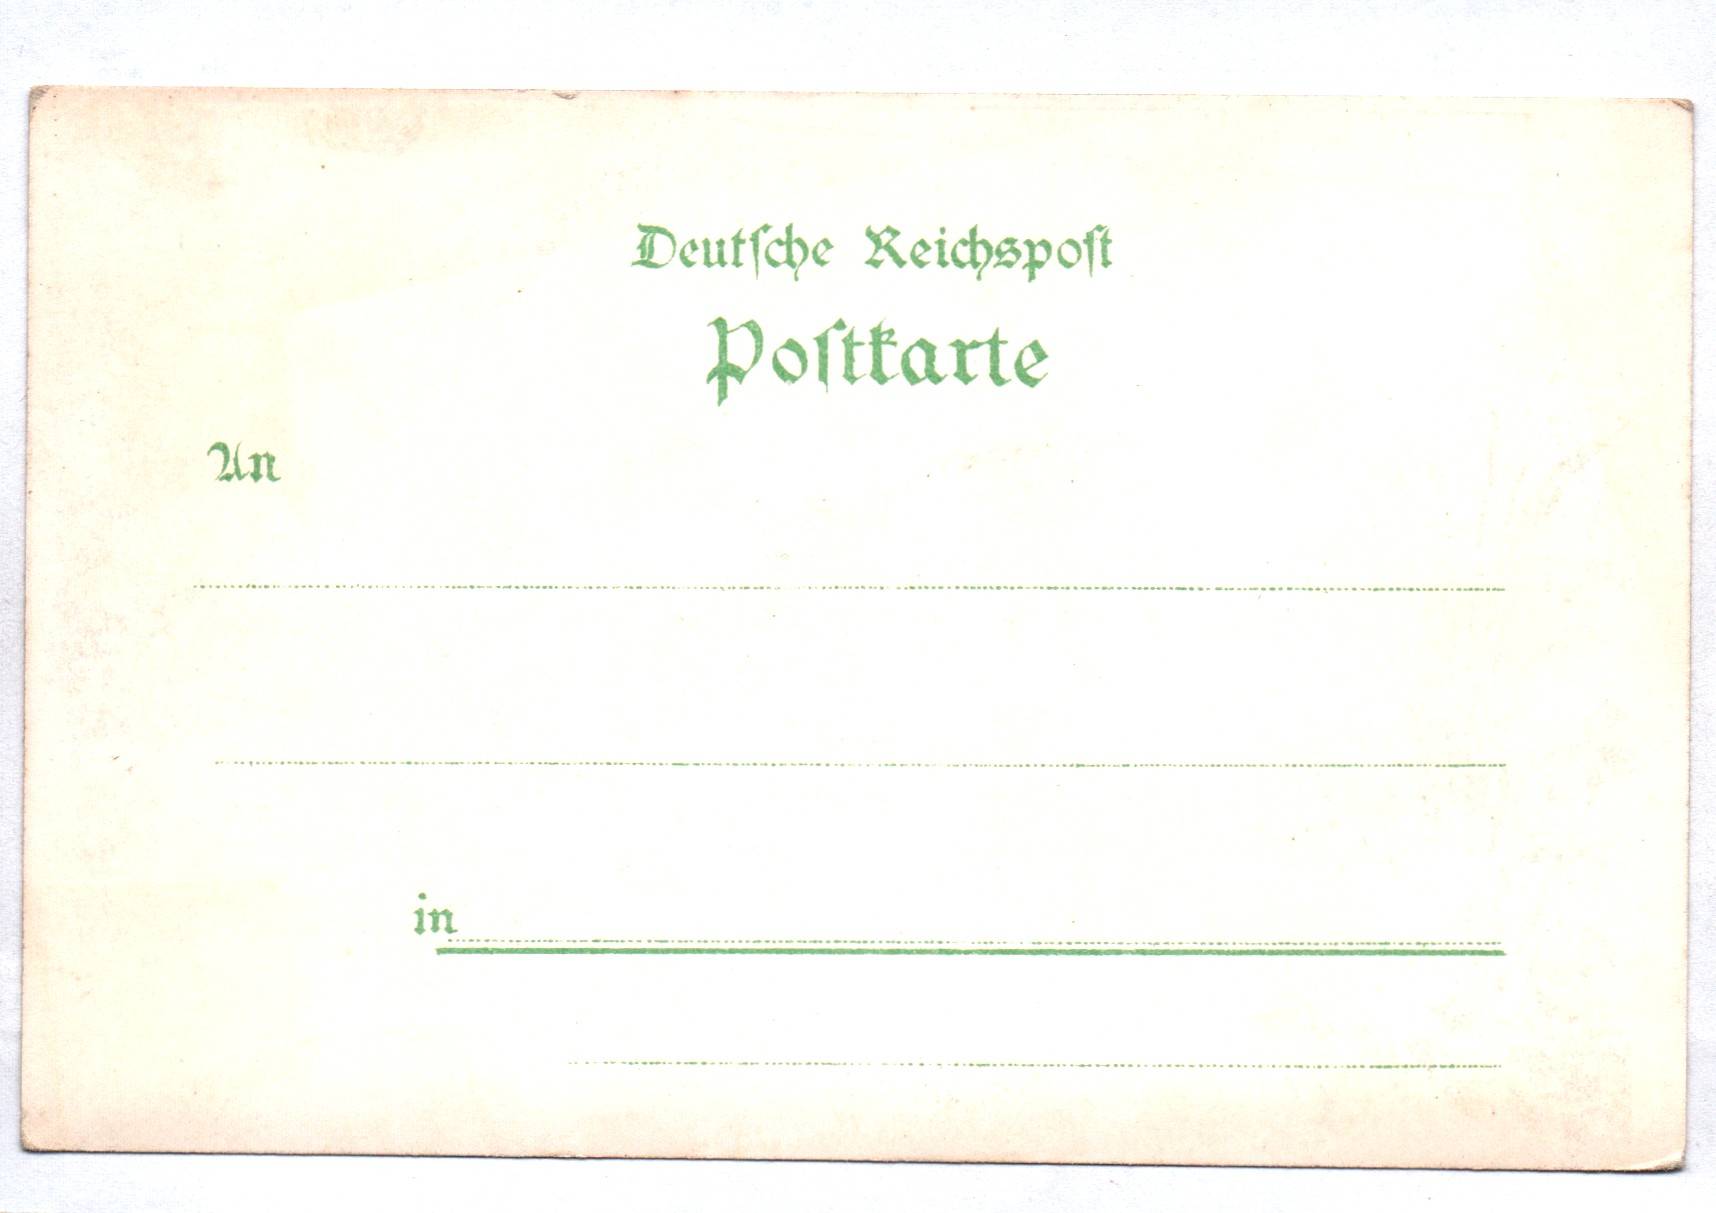 Deutſche Reichspoſt
Poſtkarte
An
in